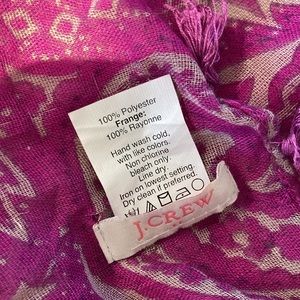 100% Polyester
Frange:
100% Rayonne
Hand wash cold,
with like colors.
Non chlorine
bleach only.
Line dry.
Iron on lowest setting.
Dry clean if preferred.
J.CREW